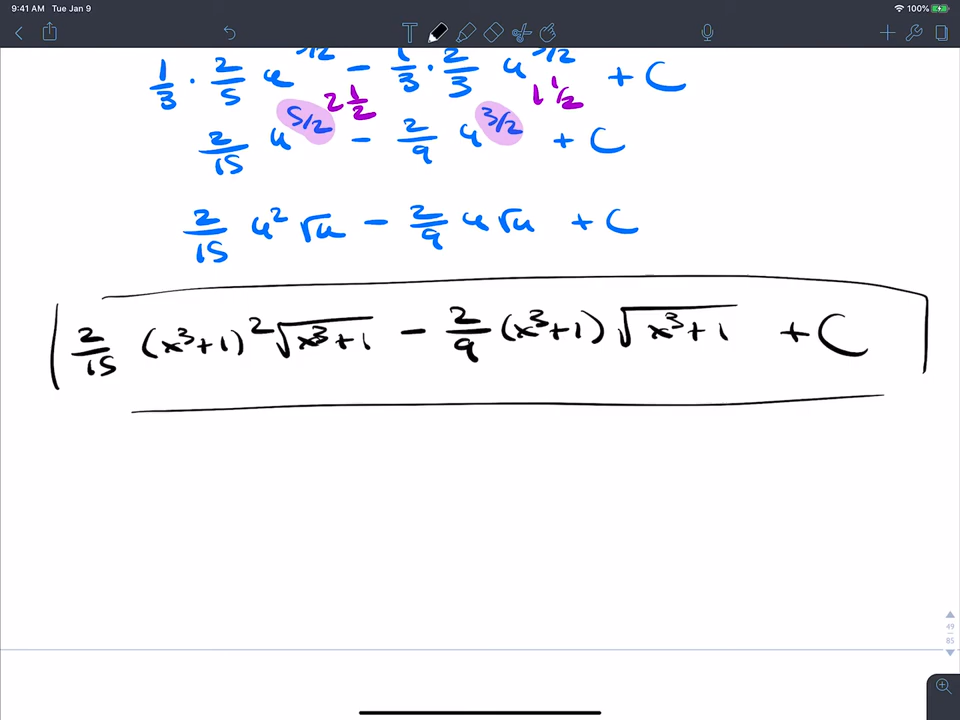 9:41 AM Tue Jan 9 100%
T
1/3 · 2/5 u^5/2 − 1/3 · 2/3 u^3/2 + C
2 1/2 1 1/2
2/15 u^5/2 − 2/9 u^3/2 + C
2/15 u² √u − 2/9 u √u + C
2/15 (x³+1)² √x³+1 − 2/9 (x³+1) √x³+1 + C
49
85